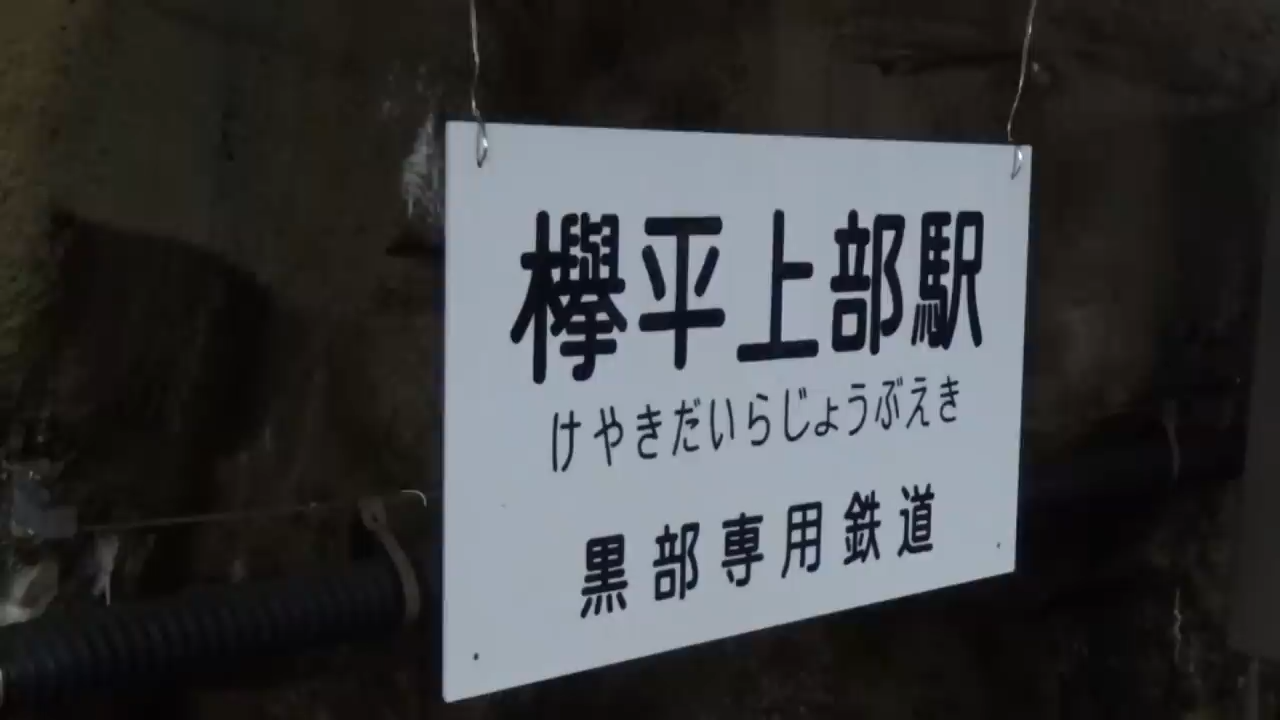 欅平上部駅
けやきだいらじょうぶえき
黒部専用鉄道